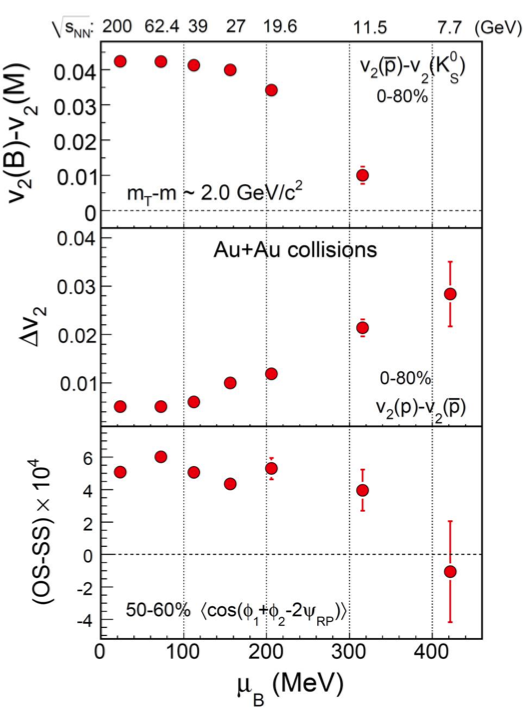 √sNN: 200 62.4 39 27 19.6 11.5 7.7 (GeV)
v2(B)-v2(M)
0.04
0.03
0.02
0.01
0
v2(p̅)-v2(K0S)
0-80%
mT-m ~ 2.0 GeV/c2
Δv2
0.04
0.03
0.02
0.01
Au+Au collisions
0-80%
v2(p)-v2(p̅)
(OS-SS) × 10^4
6
4
2
0
-2
-4
50-60% ⟨cos(ϕ1+ϕ2-2ψRP)⟩
0 100 200 300 400
μB (MeV)